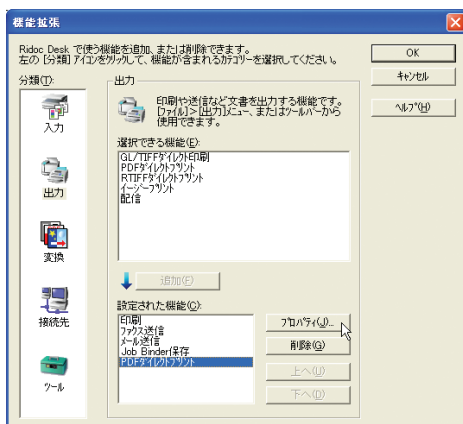 機能拡張
Ridoc Desk で使う機能を追加、または削除できます。
左の [分類] アイコンをクリックして、機能が含まれるカテゴリーを選択してください。
OK
キャンセル
ヘルプ(H)
分類(T):
入力
出力
変換
接続先
ツール
出力
印刷や送信など文書を出力する機能です。
[ファイル]>[出力]メニュー、またはツールバーから
使用できます。
選択できる機能(E):
GL/TIFFダイレクト印刷
PDFダイレクトプリント
RTIFFダイレクトプリント
イージープリント
配信
追加(F)
設定された機能(C):
印刷
ファクス送信
メール送信
Job Binder保存
PDFダイレクトプリント
プロパティ(J)...
削除(G)
上へ(U)
下へ(D)